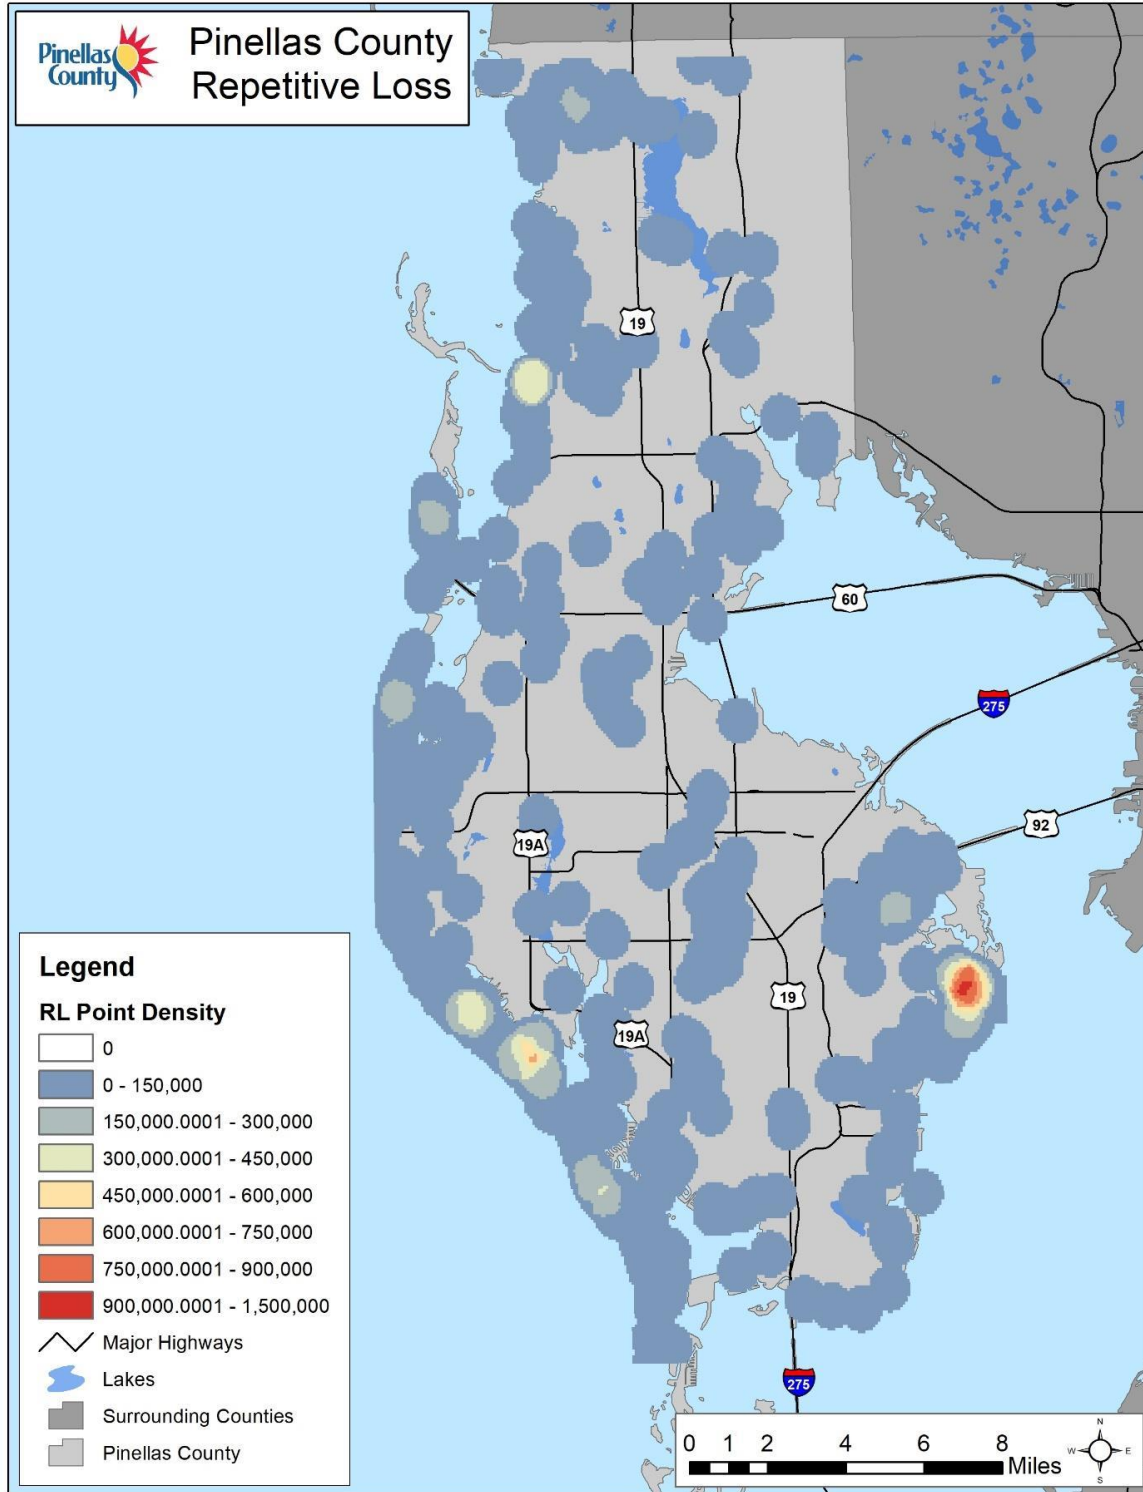 Pinellas
County
Pinellas County
Repetitive Loss
19
60
275
19A
92
19
19A
275
Legend
RL Point Density
0
0 - 150,000
150,000.0001 - 300,000
300,000.0001 - 450,000
450,000.0001 - 600,000
600,000.0001 - 750,000
750,000.0001 - 900,000
900,000.0001 - 1,500,000
Major Highways
Lakes
Surrounding Counties
Pinellas County
0 1 2 4 6 8
Miles
N
W E
S